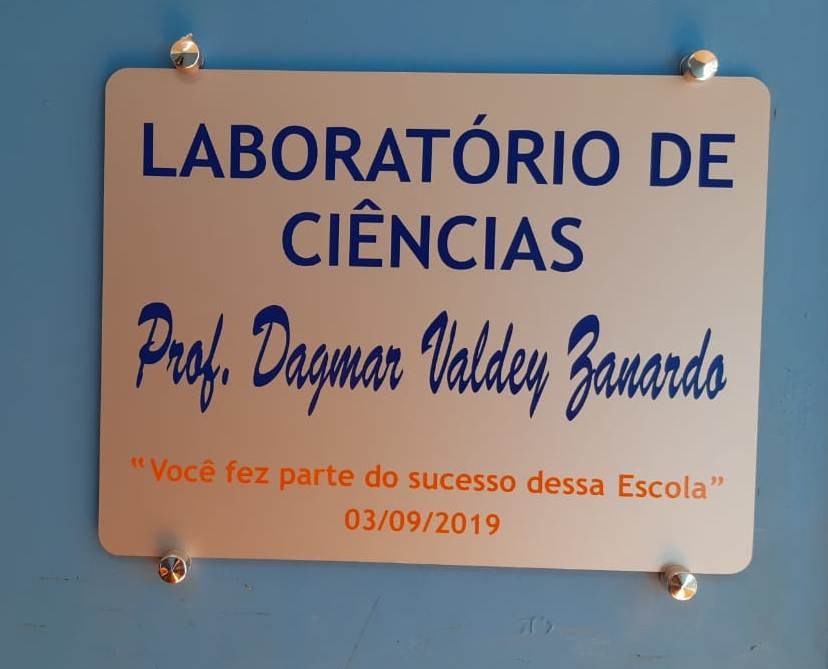 LABORATÓRIO DE
CIÊNCIAS
Prof. Dagmar Valdey Zanardo
“Você fez parte do sucesso dessa Escola”
03/09/2019